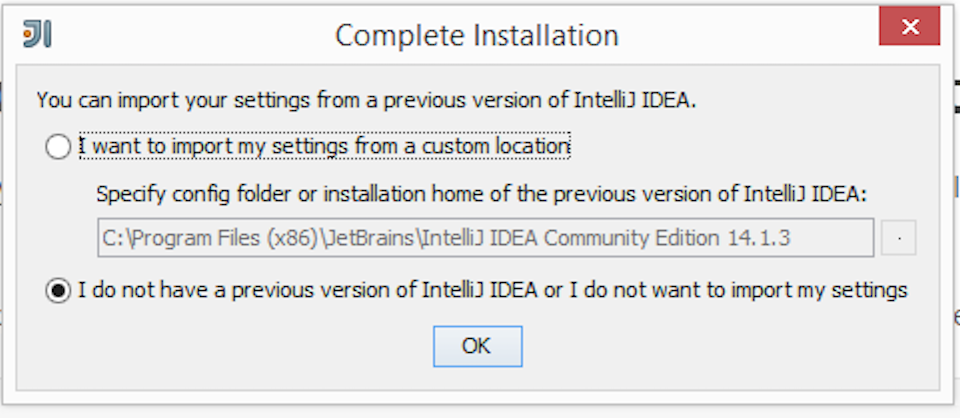 Complete Installation
You can import your settings from a previous version of IntelliJ IDEA.
I want to import my settings from a custom location
Specify config folder or installation home of the previous version of IntelliJ IDEA:
C:\Program Files (x86)\JetBrains\IntelliJ IDEA Community Edition 14.1.3
.
I do not have a previous version of IntelliJ IDEA or I do not want to import my settings
OK